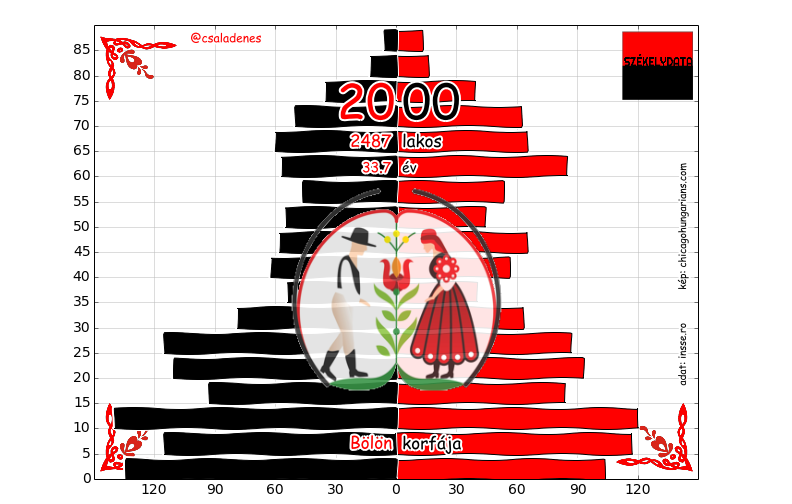 @csaladenes
SZÉKELYDATA
2000
2487 lakos
33.7 év
kép: chicagohungarians.com
adat: insse.ro
Bölön korfája
85
80
75
70
65
60
55
50
45
40
35
30
25
20
15
10
5
0
120 90 60 30 0 30 60 90 120